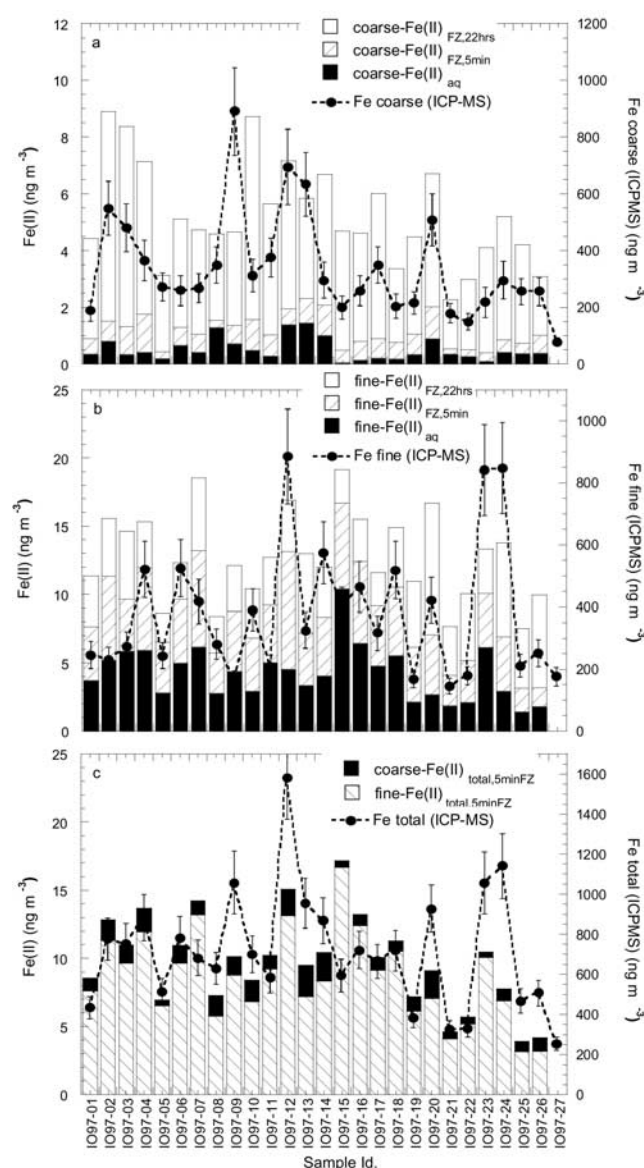 a
coarse-Fe(II) FZ,22hrs
coarse-Fe(II) FZ,5min
coarse-Fe(II) aq
Fe coarse (ICP-MS)
12
10
8
6
4
2
0
Fe(II) (ng m -3)
1200
1000
800
600
400
200
0
Fe coarse (ICPMS) (ng m -3)
b
fine-Fe(II) FZ,22hrs
fine-Fe(II) FZ,5min
fine-Fe(II) aq
Fe fine (ICP-MS)
25
20
15
10
5
0
Fe(II) (ng m -3)
1000
800
600
400
200
0
Fe fine (ICPMS) (ng m -3)
c
coarse-Fe(II) total,5minFZ
fine-Fe(II) total,5minFZ
Fe total (ICP-MS)
25
20
15
10
5
0
Fe(II) (ng m -3)
1600
1400
1200
1000
800
600
400
200
0
Fe total (ICPMS) (ng m -3)
IO97-01
IO97-02
IO97-03
IO97-04
IO97-05
IO97-06
IO97-07
IO97-08
IO97-09
IO97-10
IO97-11
IO97-12
IO97-13
IO97-14
IO97-15
IO97-16
IO97-17
IO97-18
IO97-19
IO97-20
IO97-21
IO97-22
IO97-23
IO97-24
IO97-25
IO97-26
IO97-27
Sample Id.